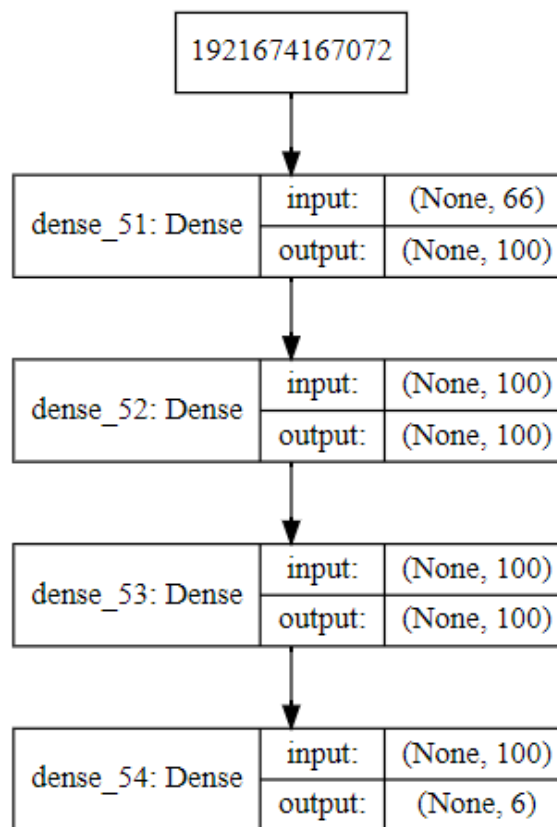 1921674167072
dense_51: Dense
input: (None, 66)
output: (None, 100)
dense_52: Dense
input: (None, 100)
output: (None, 100)
dense_53: Dense
input: (None, 100)
output: (None, 100)
dense_54: Dense
input: (None, 100)
output: (None, 6)